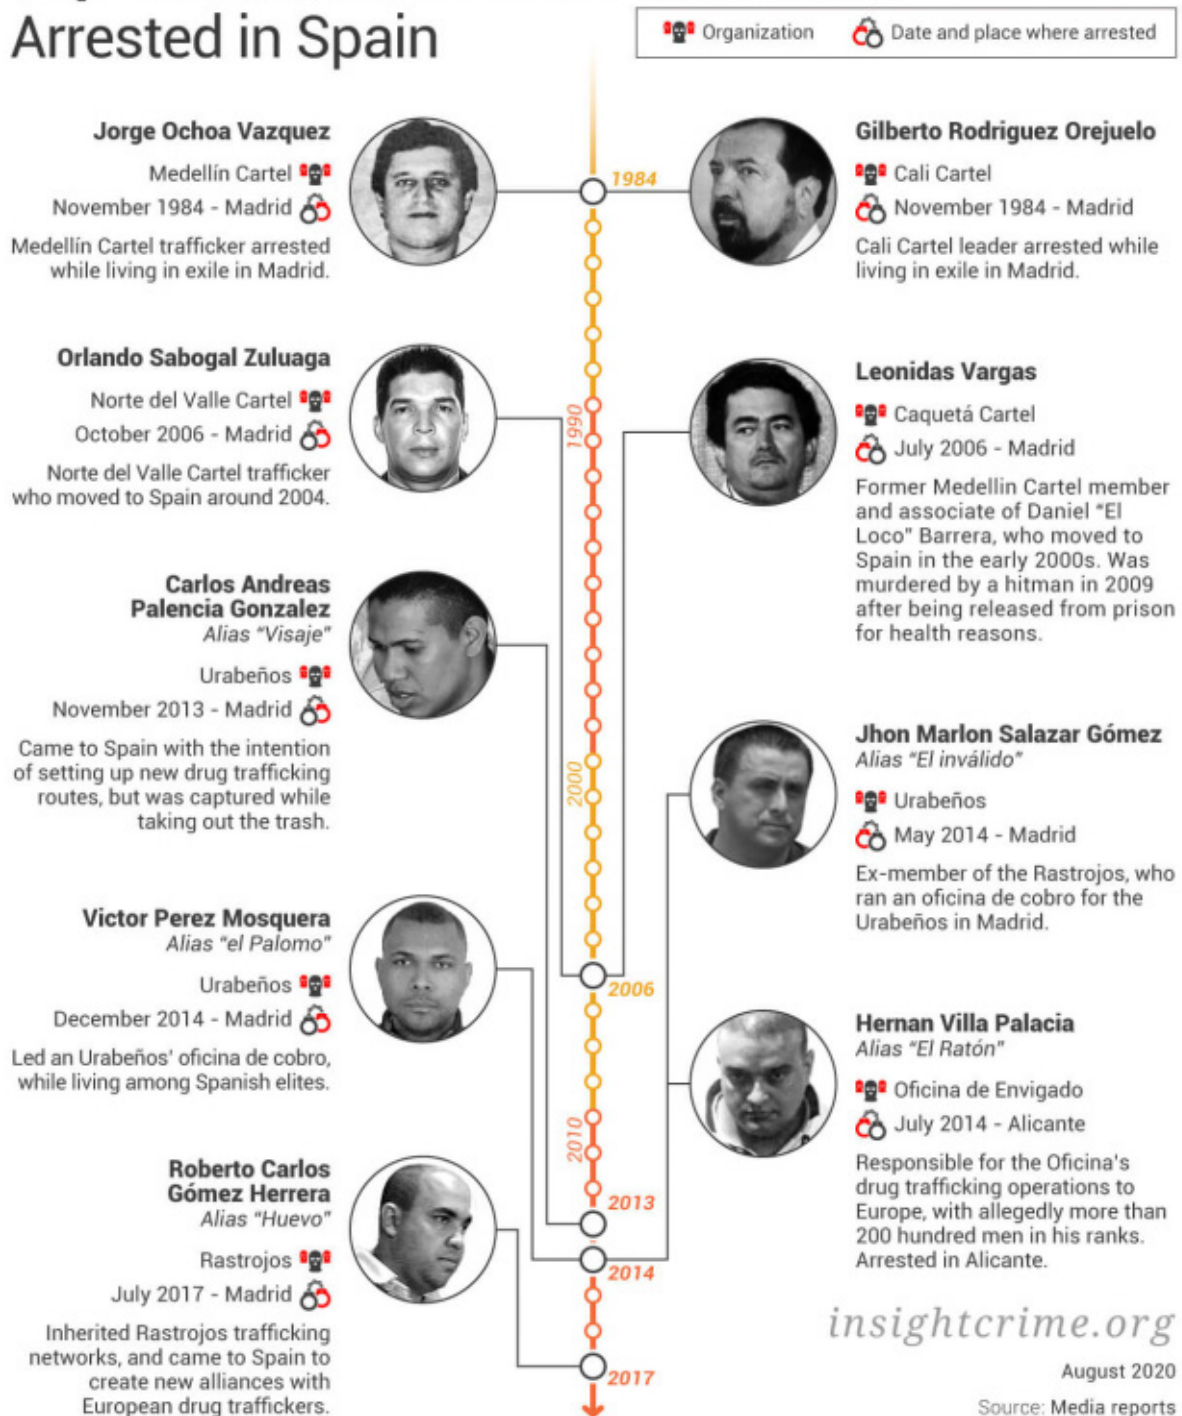 Arrested in Spain
Organization
Date and place where arrested
Jorge Ochoa Vazquez
Medellín Cartel
November 1984 - Madrid
Medellín Cartel trafficker arrested
while living in exile in Madrid.
1984
Gilberto Rodriguez Orejuelo
Cali Cartel
November 1984 - Madrid
Cali Cartel leader arrested while
living in exile in Madrid.
Orlando Sabogal Zuluaga
Norte del Valle Cartel
October 2006 - Madrid
Norte del Valle Cartel trafficker
who moved to Spain around 2004.
1990
Leonidas Vargas
Caquetá Cartel
July 2006 - Madrid
Former Medellin Cartel member
and associate of Daniel “El
Loco” Barrera, who moved to
Spain in the early 2000s. Was
murdered by a hitman in 2009
after being released from prison
for health reasons.
Carlos Andreas
Palencia Gonzalez
Alias “Visaje”
Urabeños
November 2013 - Madrid
Came to Spain with the intention
of setting up new drug trafficking
routes, but was captured while
taking out the trash.
2000
Jhon Marlon Salazar Gómez
Alias “El inválido”
Urabeños
May 2014 - Madrid
Ex-member of the Rastrojos, who
ran an oficina de cobro for the
Urabeños in Madrid.
Victor Perez Mosquera
Alias “el Palomo”
Urabeños
December 2014 - Madrid
Led an Urabeños’ oficina de cobro,
while living among Spanish elites.
2006
Hernan Villa Palacia
Alias “El Ratón”
Oficina de Envigado
July 2014 - Alicante
Responsible for the Oficina’s
drug trafficking operations to
Europe, with allegedly more than
200 hundred men in his ranks.
Arrested in Alicante.
2010
2013
2014
Roberto Carlos
Gómez Herrera
Alias “Huevo”
Rastrojos
July 2017 - Madrid
Inherited Rastrojos trafficking
networks, and came to Spain to
create new alliances with
European drug traffickers.
2017
insightcrime.org
August 2020
Source: Media reports